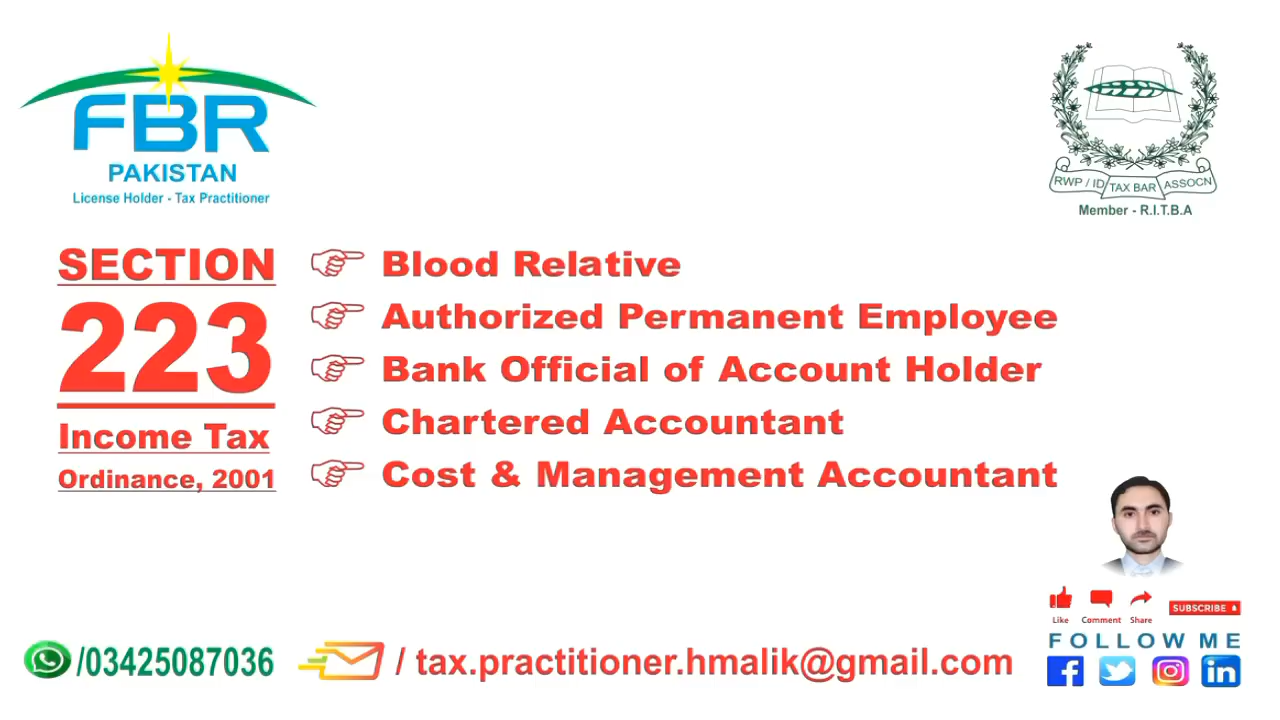 FBR
PAKISTAN
License Holder - Tax Practitioner
RWP / ID TAX BAR ASSOCN
Member - R.I.T.B.A
SECTION
223
Income Tax
Ordinance, 2001
Blood Relative
Authorized Permanent Employee
Bank Official of Account Holder
Chartered Accountant
Cost & Management Accountant
Like Comment Share SUBSCRIBE
FOLLOW ME
/03425087036
/ tax.practitioner.hmalik@gmail.com